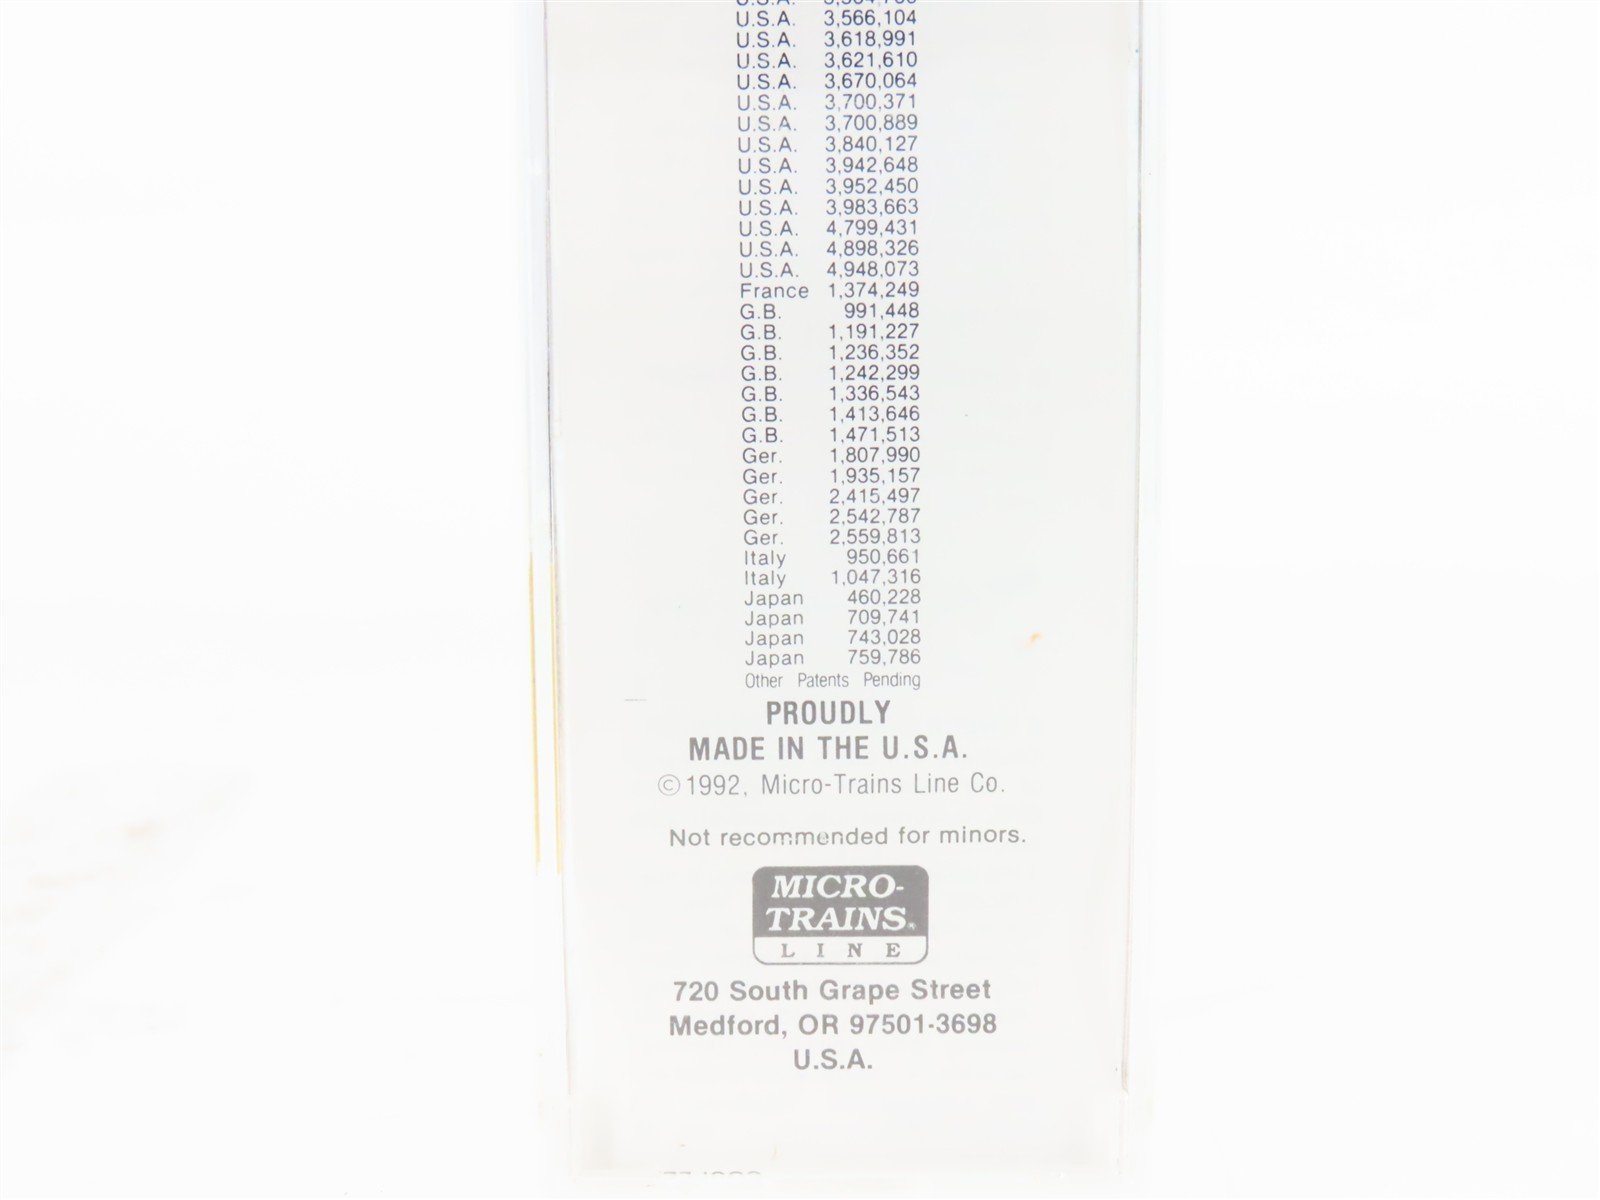 U.S.A. 3,566,104
U.S.A. 3,618,991
U.S.A. 3,621,610
U.S.A. 3,670,064
U.S.A. 3,700,371
U.S.A. 3,700,889
U.S.A. 3,840,127
U.S.A. 3,942,648
U.S.A. 3,952,450
U.S.A. 3,983,663
U.S.A. 4,799,431
U.S.A. 4,898,326
U.S.A. 4,948,073
France 1,374,249
G.B. 991,448
G.B. 1,191,227
G.B. 1,236,352
G.B. 1,242,299
G.B. 1,336,543
G.B. 1,413,646
G.B. 1,471,513
Ger. 1,807,990
Ger. 1,935,157
Ger. 2,415,497
Ger. 2,542,787
Ger. 2,559,813
Italy 950,661
Italy 1,047,316
Japan 460,228
Japan 709,741
Japan 743,028
Japan 759,786
Other Patents Pending
PROUDLY
MADE IN THE U.S.A.
©1992, Micro-Trains Line Co.
Not recommended for minors.
MICRO-
TRAINS®
LINE
720 South Grape Street
Medford, OR 97501-3698
U.S.A.